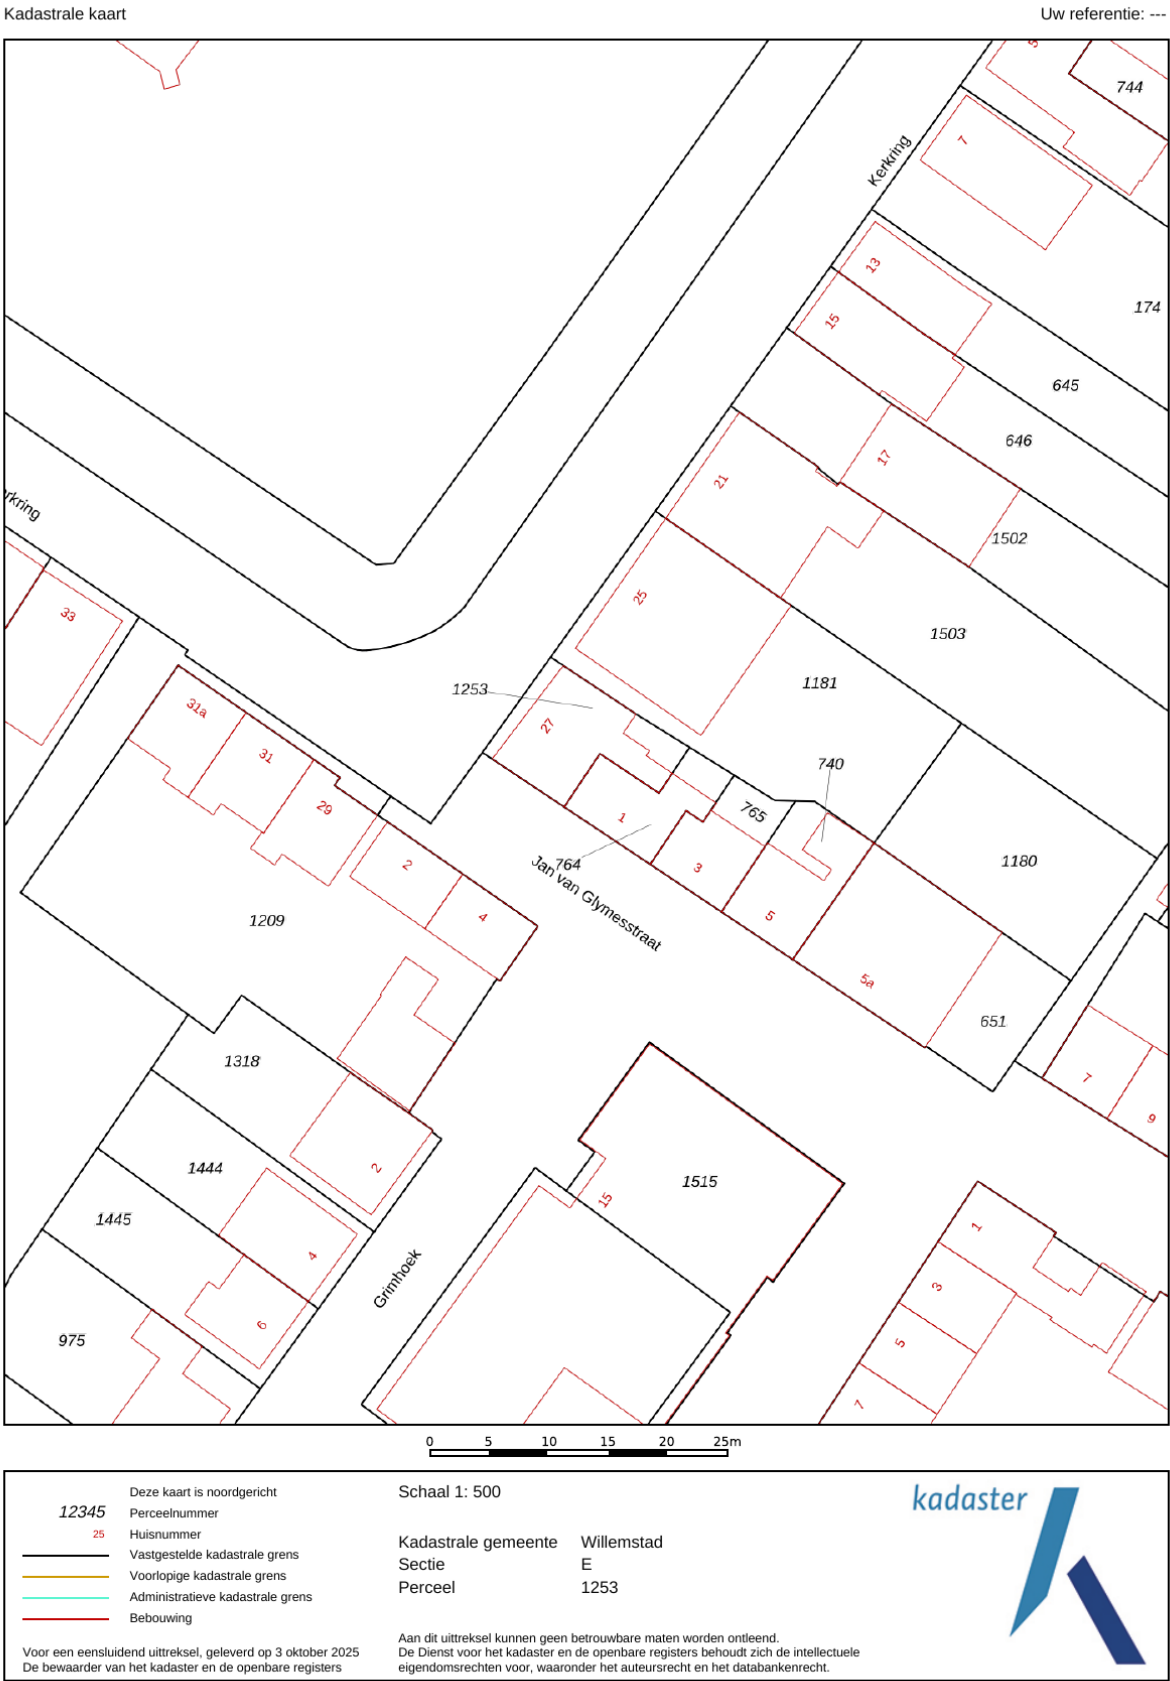 Kadastrale kaart
Uw referentie: ---
5
744
7
Kerkring
13
174
15
645
646
17
21
rkring
1502
25
33
1503
1181
1253
31a
27
31
740
29
765
1
764
2
3
1180
Jan van Glymesstraat
4
5
1209
5a
651
1318
7
9
2
1444
1515
15
1445
1
4
Grimhoek
3
6
975
5
7
0 5 10 15 20 25m
Deze kaart is noordgericht
12345 Perceelnummer
25 Huisnummer
Vastgestelde kadastrale grens
Voorlopige kadastrale grens
Administratieve kadastrale grens
Bebouwing
Voor een eensluidend uittreksel, geleverd op 3 oktober 2025
De bewaarder van het kadaster en de openbare registers
Schaal 1: 500
Kadastrale gemeente Willemstad
Sectie E
Perceel 1253
Aan dit uittreksel kunnen geen betrouwbare maten worden ontleend.
De Dienst voor het kadaster en de openbare registers behoudt zich de intellectuele
eigendomsrechten voor, waaronder het auteursrecht en het databankenrecht.
kadaster